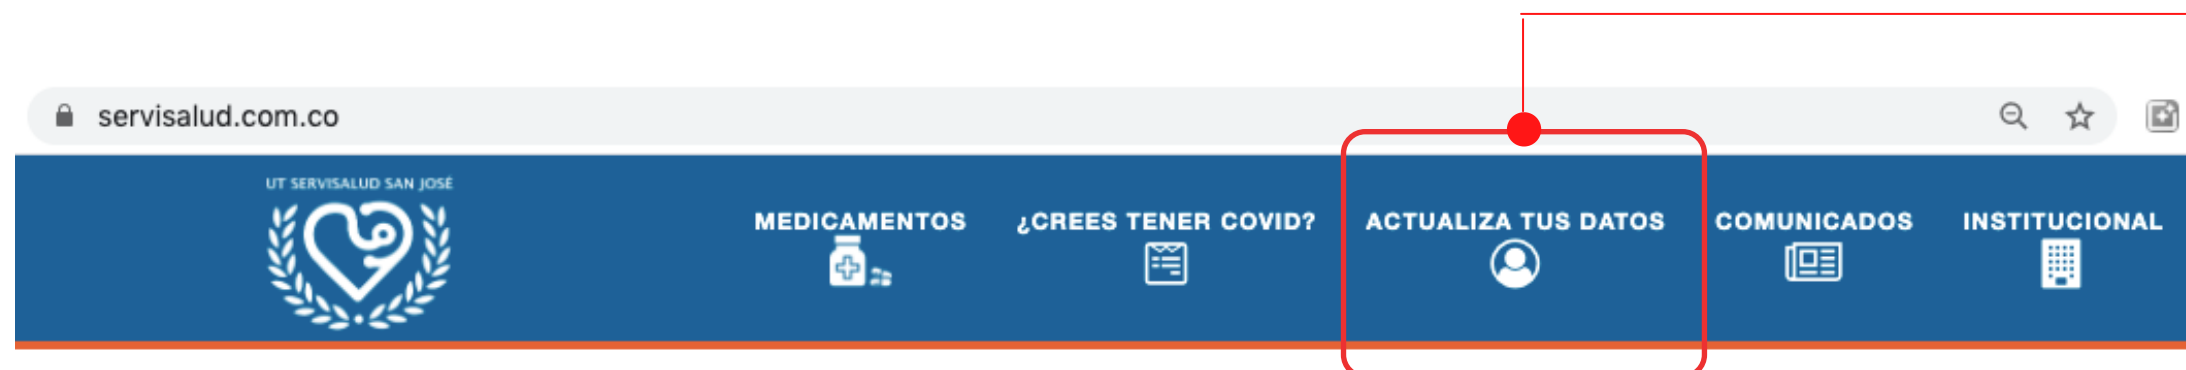 servisalud.com.co
UT SERVISALUD SAN JOSÉ
MEDICAMENTOS
¿CREES TENER COVID?
ACTUALIZA TUS DATOS
COMUNICADOS
INSTITUCIONAL